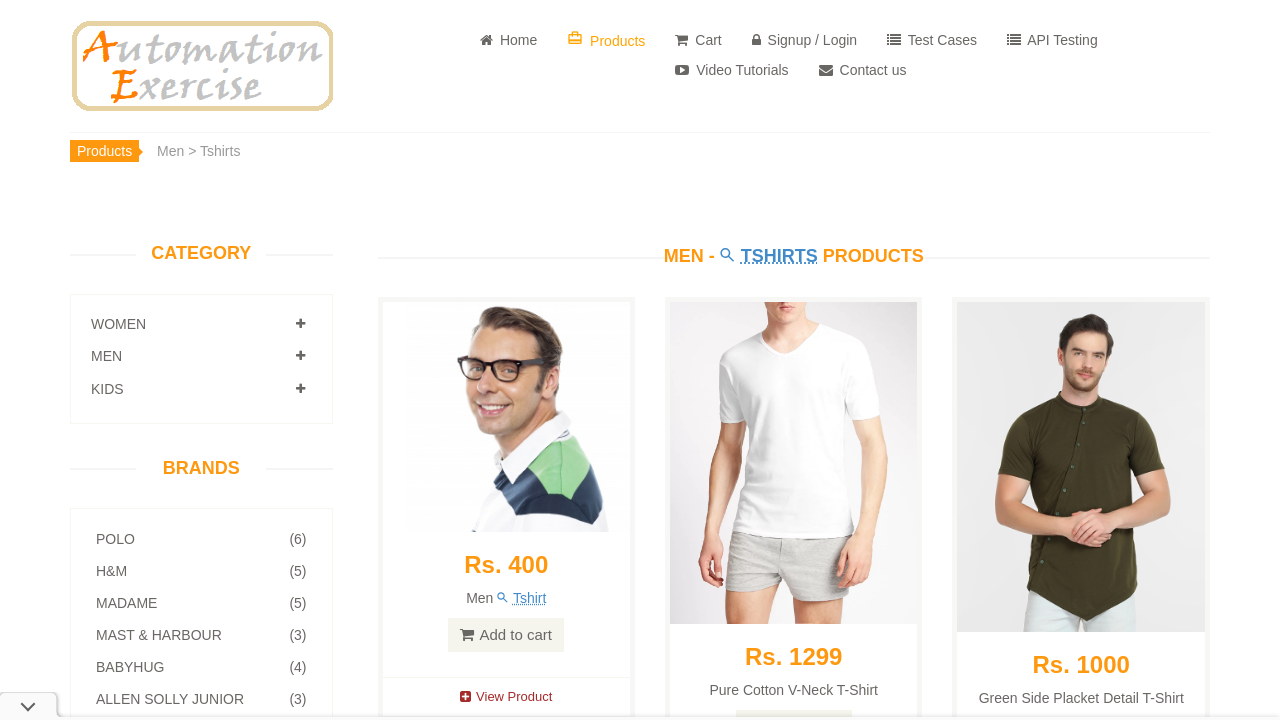 Automation
Exercise
Home
Products
Cart
Signup / Login
Test Cases
API Testing
Video Tutorials
Contact us
Products
Men > Tshirts
CATEGORY
WOMEN
MEN
KIDS
BRANDS
POLO (6)
H&M (5)
MADAME (5)
MAST & HARBOUR (3)
BABYHUG (4)
ALLEN SOLLY JUNIOR (3)
MEN - TSHIRTS PRODUCTS
Rs. 400
Men Tshirt
Add to cart
View Product
Rs. 1299
Pure Cotton V-Neck T-Shirt
Rs. 1000
Green Side Placket Detail T-Shirt